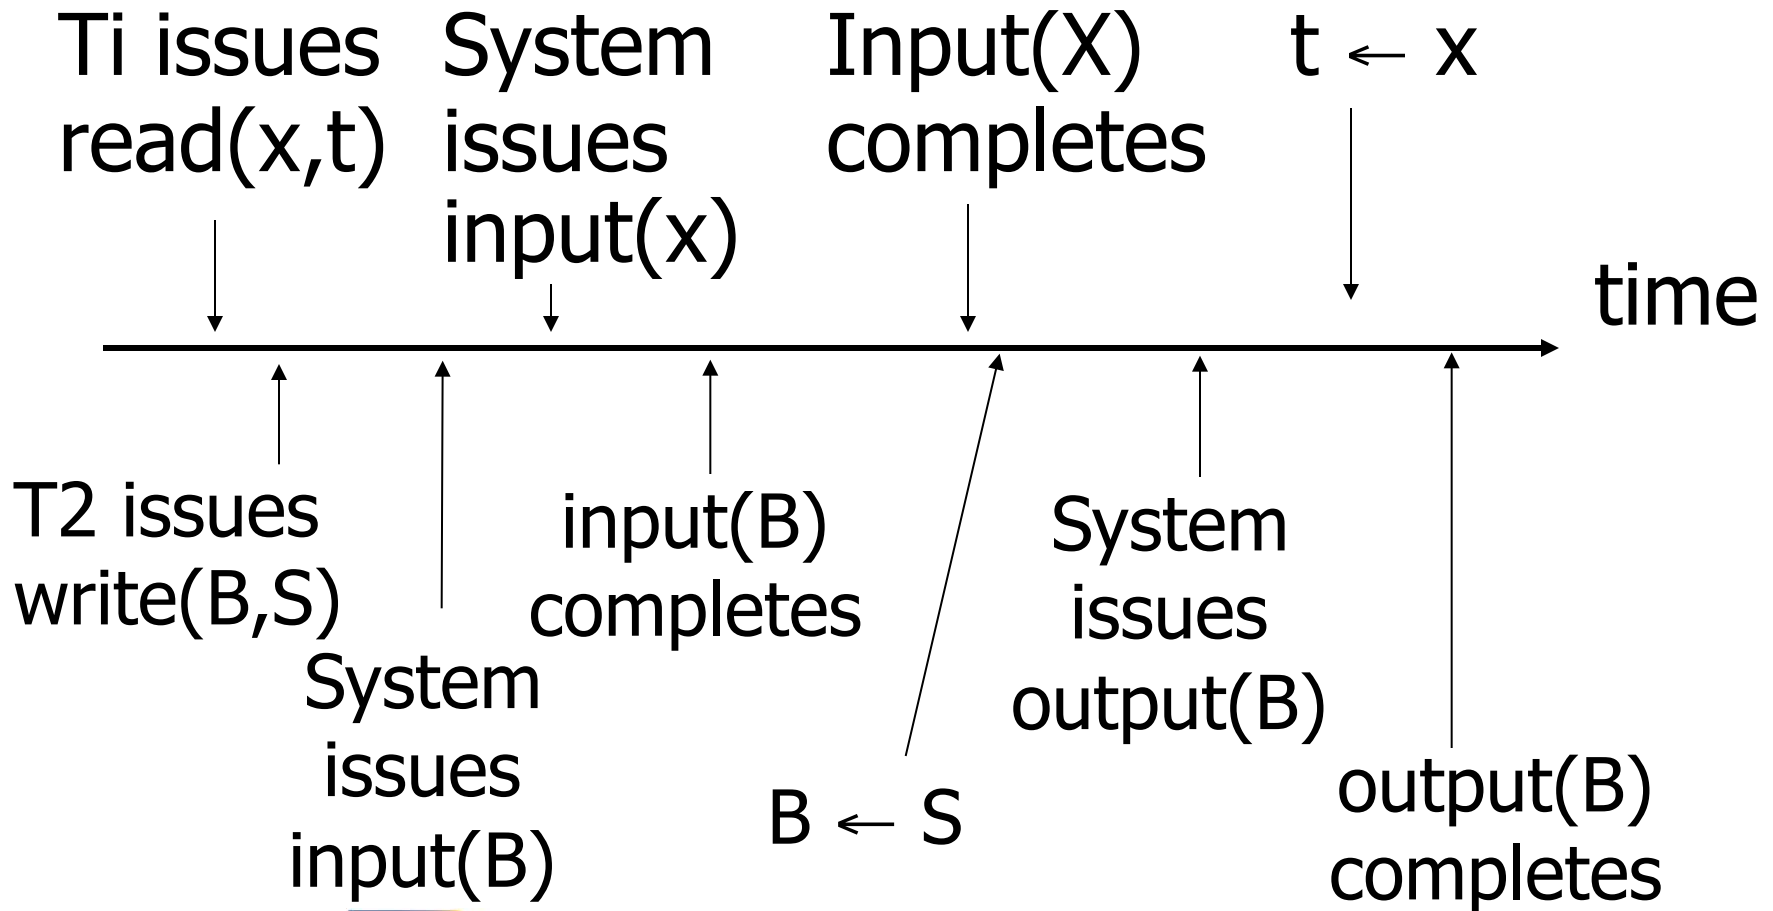 Ti issues
read(x,t)
System
issues
input(x)
Input(X)
completes
t ← x
time
T2 issues
write(B,S)
System
issues
input(B)
input(B)
completes
B ← S
System
issues
output(B)
output(B)
completes